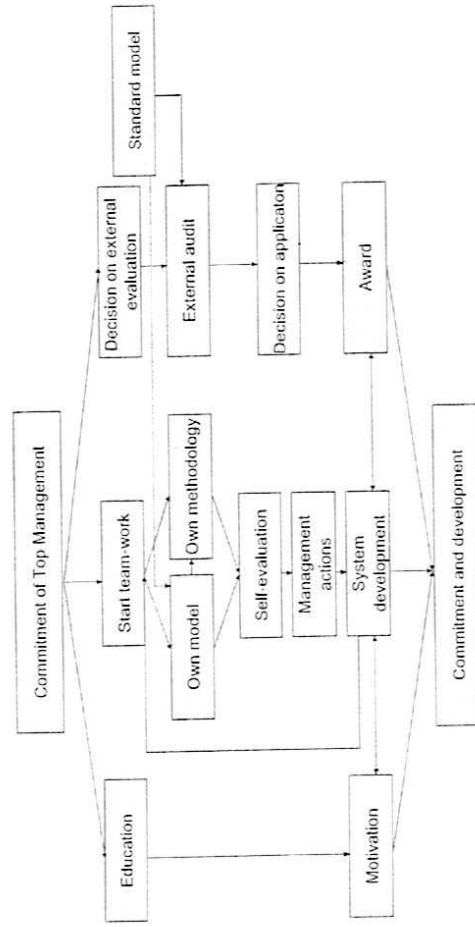 Commitment of Top Management
Education
Start team-work
Decision on external
evaluation
Standard model
Own model
Own methodology
External audit
Self-evaluation
Management
actions
Decision on applicaton
Motivation
System
development
Award
Commitment and development